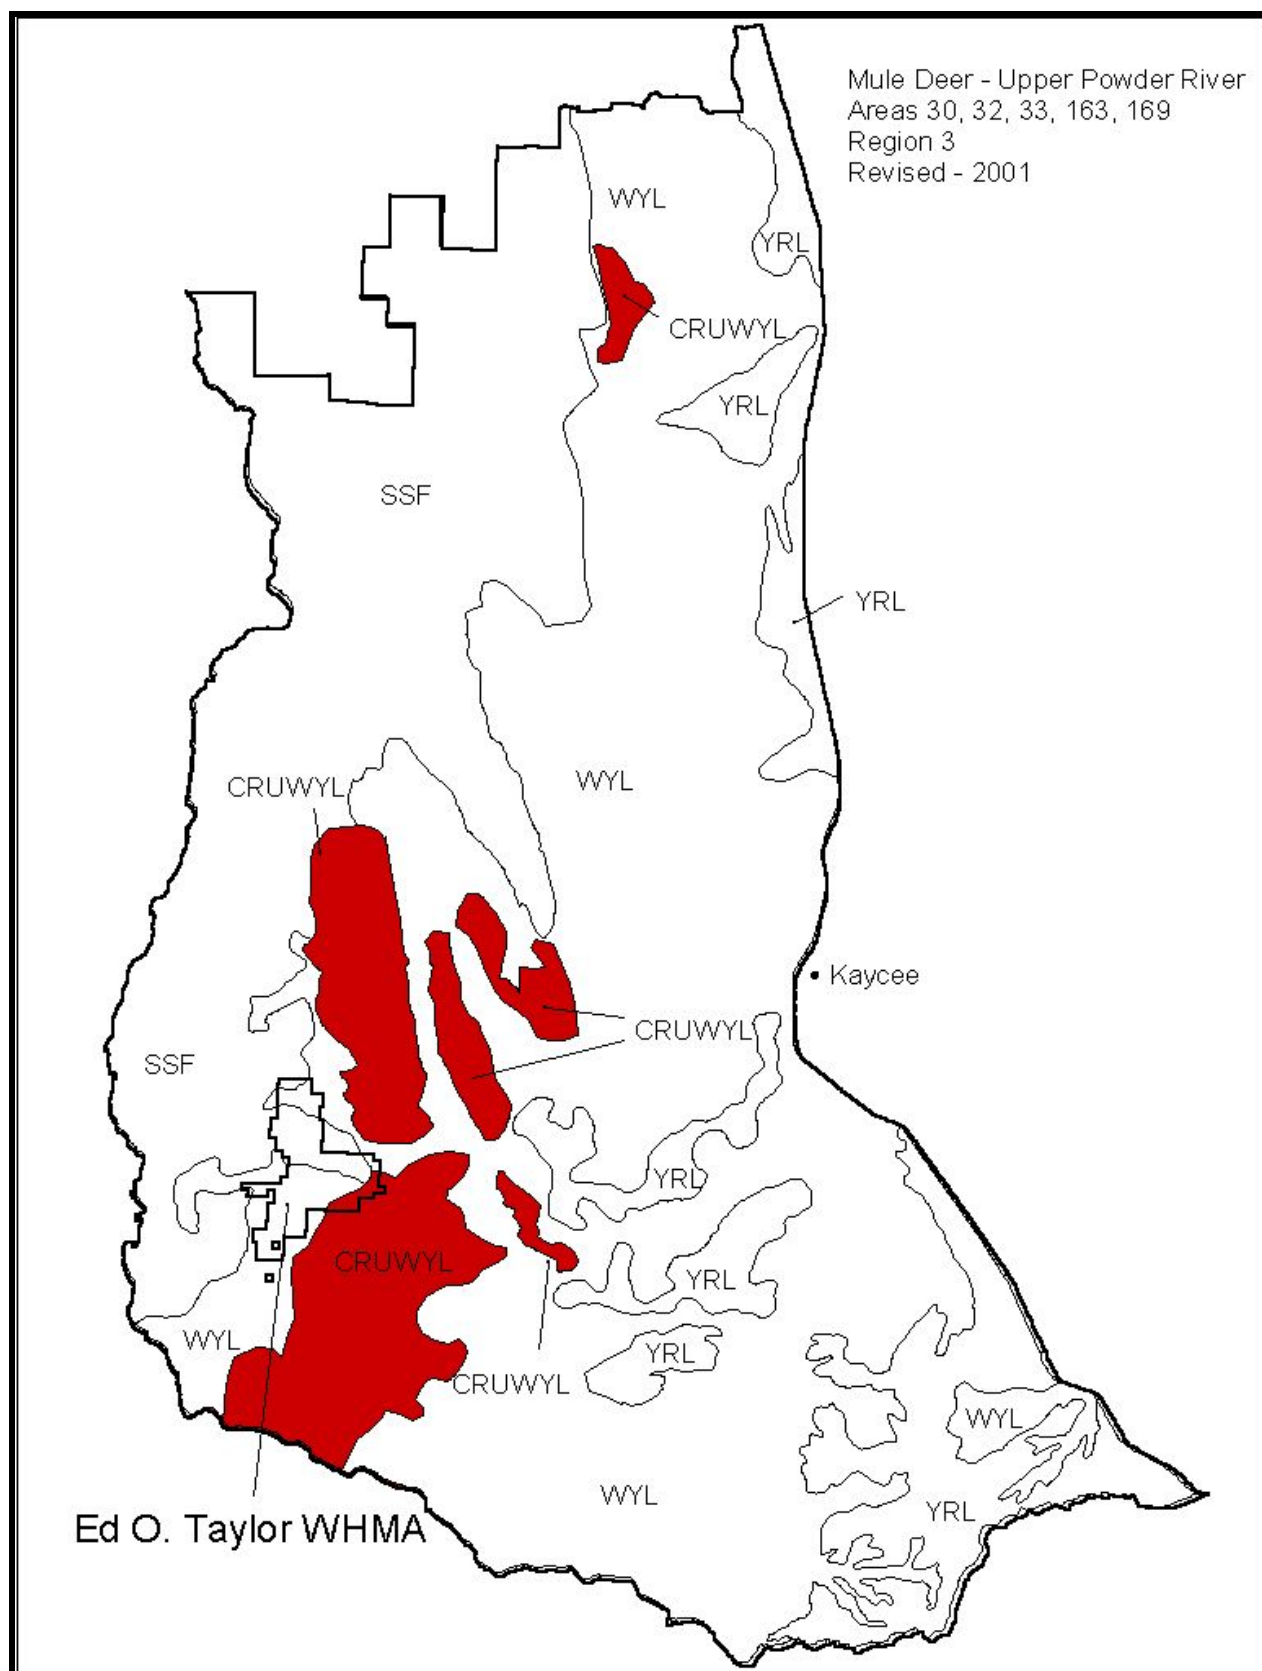 Mule Deer - Upper Powder River
Areas 30, 32, 33, 163, 169
Region 3
Revised - 2001
WYL
YRL
CRUWYL
YRL
SSF
YRL
WYL
CRUWYL
Kaycee
CRUWYL
SSF
YRL
CRUWYL
YRL
WYL
YRL
CRUWYL
WYL
WYL
YRL
Ed O. Taylor WHMA